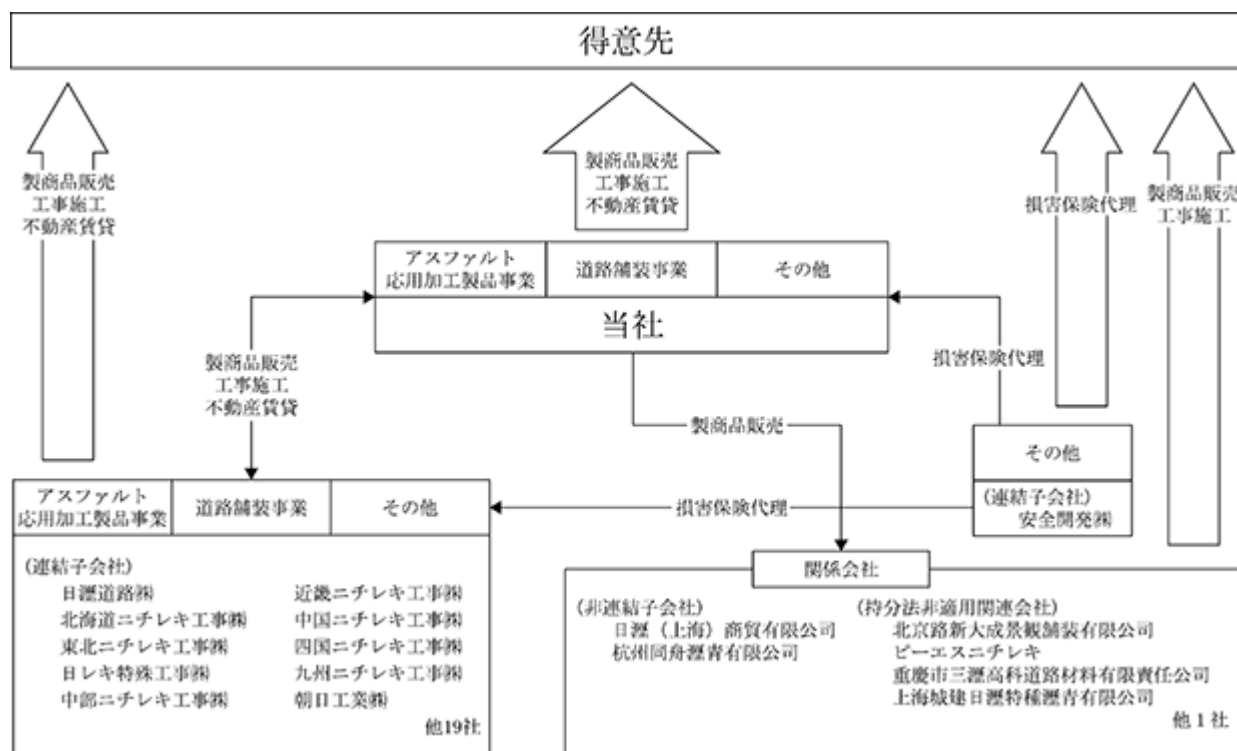 得意先
製商品販売
工事施工
不動産賃貸
製商品販売
工事施工
不動産賃貸
損害保険代理
製商品販売
工事施工
アスファルト
応用加工製品事業
道路舗装事業
その他
当社
製商品販売
工事施工
不動産賃貸
損害保険代理
製商品販売
その他
(連結子会社)
安全開発㈱
損害保険代理
アスファルト
応用加工製品事業
道路舗装事業
その他
(連結子会社)
日瀝道路㈱
北海道ニチレキ工事㈱
東北ニチレキ工事㈱
日レキ特殊工事㈱
中部ニチレキ工事㈱
近畿ニチレキ工事㈱
中国ニチレキ工事㈱
四国ニチレキ工事㈱
九州ニチレキ工事㈱
朝日工業㈱
他19社
関係会社
(非連結子会社)
日瀝（上海）商貿有限公司
杭州同舟瀝青有限公司
(持分法非適用関連会社)
北京路新大成景観舗装有限公司
ピーエスニチレキ
重慶市三瀝高科道路材料有限責任公司
上海城建日瀝特種瀝青有限公司
他１社